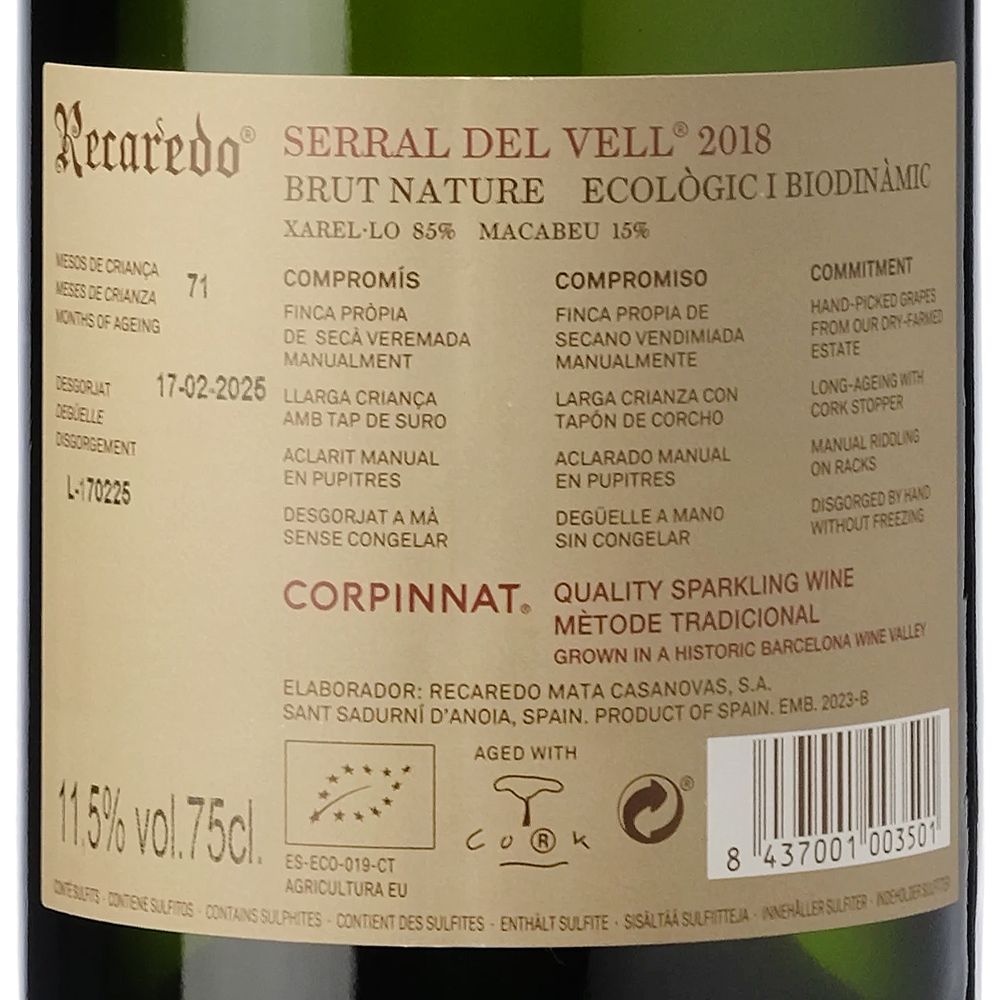 Recaredo®
SERRAL DEL VELL® 2018
BRUT NATURE ECOLÒGIC I BIODINÀMIC
XAREL·LO 85% MACABEU 15%
MESOS DE CRIANÇA
MESES DE CRIANZA 71
MONTHS OF AGEING
DESGORJAT 17-02-2025
DEGÜELLE
DISGORGEMENT
L-170225
COMPROMÍS
FINCA PRÒPIA
DE SECÀ VEREMADA
MANUALMENT
LLARGA CRIANÇA
AMB TAP DE SURO
ACLARIT MANUAL
EN PUPITRES
DESGORJAT A MÀ
SENSE CONGELAR
COMPROMISO
FINCA PROPIA DE
SECANO VENDIMIADA
MANUALMENTE
LARGA CRIANZA CON
TAPÓN DE CORCHO
ACLARADO MANUAL
EN PUPITRES
DEGÜELLE A MANO
SIN CONGELAR
COMMITMENT
HAND-PICKED GRAPES
FROM OUR DRY-FARMED
ESTATE
LONG-AGEING WITH
CORK STOPPER
MANUAL RIDDLING
ON RACKS
DISGORGED BY HAND
WITHOUT FREEZING
CORPINNAT®
QUALITY SPARKLING WINE
MÈTODE TRADICIONAL
GROWN IN A HISTORIC BARCELONA WINE VALLEY
ELABORADOR: RECAREDO MATA CASANOVAS, S.A.
SANT SADURNÍ D'ANOIA, SPAIN. PRODUCT OF SPAIN. EMB. 2023-B
11.5% vol. 75cl.
ES-ECO-019-CT
AGRICULTURA EU
AGED WITH
CO®K
®
8 437001 003501
CONTÉ SULFITS · CONTIENE SULFITOS · CONTAINS SULPHITES · CONTIENT DES SULFITES · ENTHÄLT SULFITE · SISÄLTÄÄ SULFIITTEJA · INNEHÅLLER SULFITER · INDEHOLDER SULFITTER